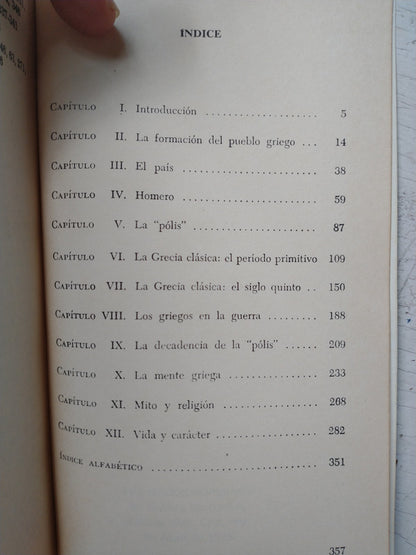 INDICE
CAPÍTULO I. Introducción ................... 5
CAPÍTULO II. La formación del pueblo griego ... 14
CAPÍTULO III. El país ........................ 38
CAPÍTULO IV. Homero ........................ 59
CAPÍTULO V. La "pólis" ..................... 87
CAPÍTULO VI. La Grecia clásica: el periodo primitivo 109
CAPÍTULO VII. La Grecia clásica: el siglo quinto .. 150
CAPÍTULO VIII. Los griegos en la guerra ........ 188
CAPÍTULO IX. La decadencia de la "pólis" ...... 209
CAPÍTULO X. La mente griega ............... 233
CAPÍTULO XI. Mito y religión ................ 268
CAPÍTULO XII. Vida y carácter ................ 282
ÍNDICE ALFABÉTICO .......................... 351
357